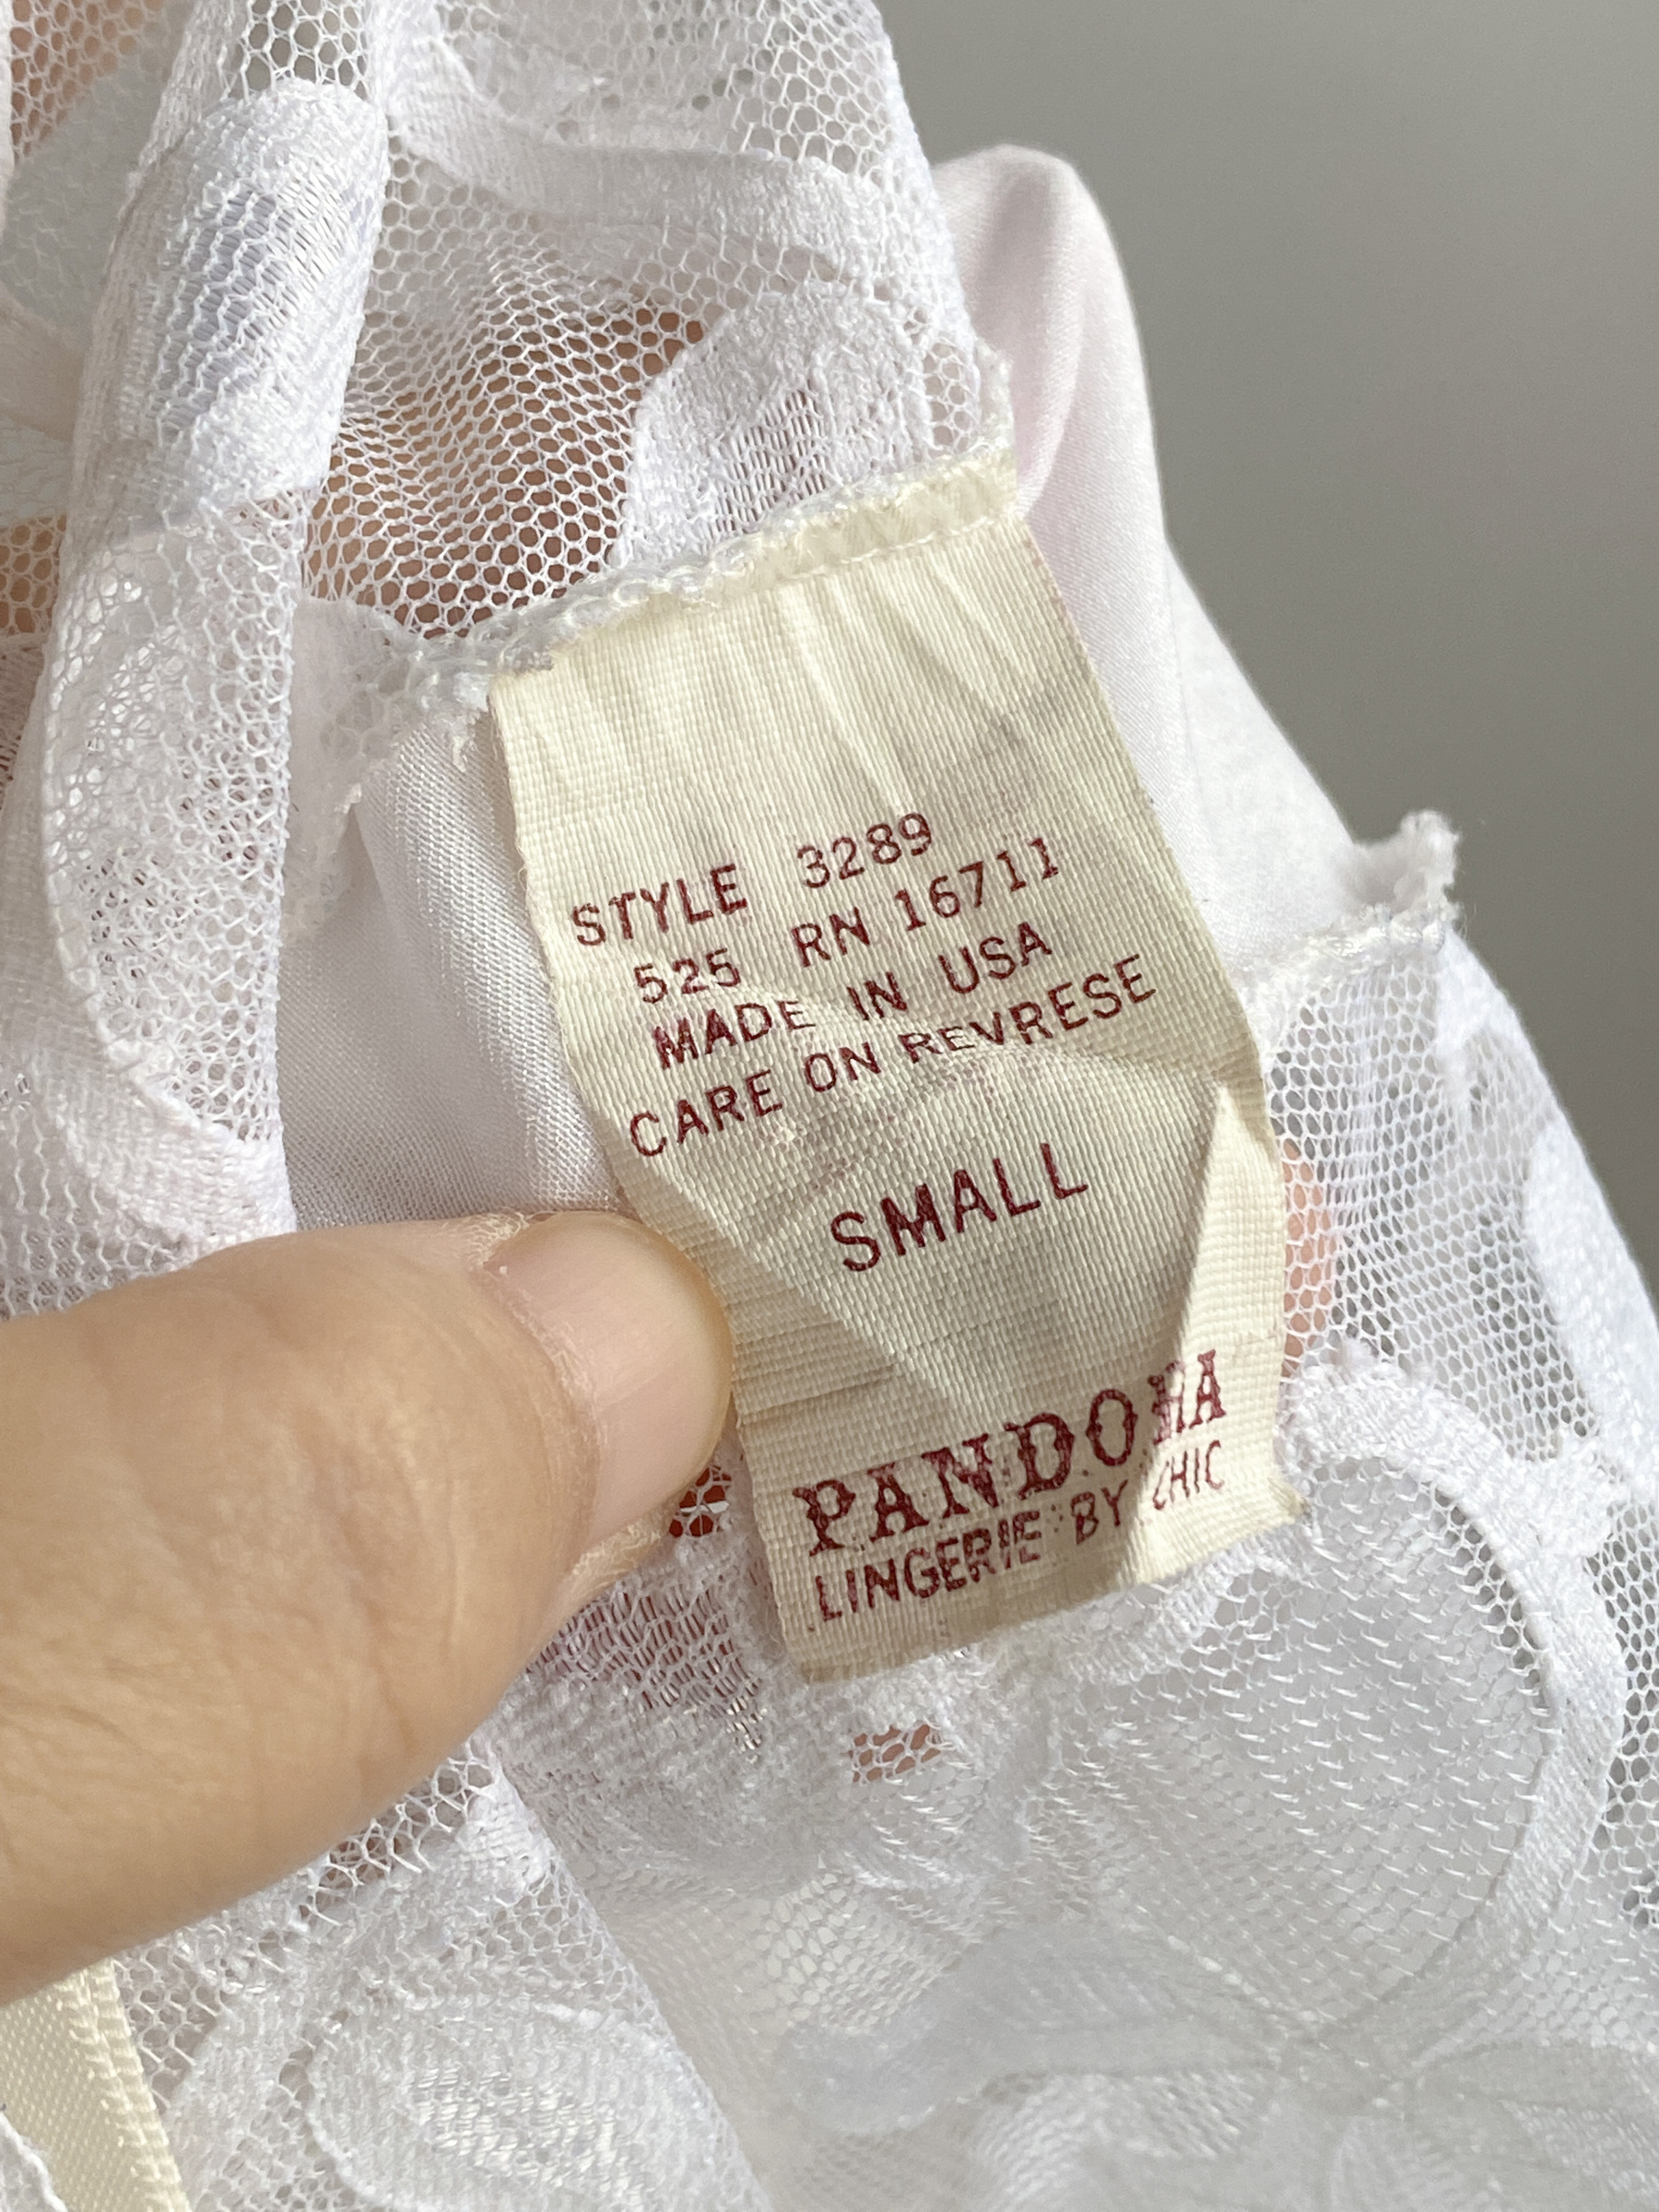 STYLE 3289
525 RN 16711
MADE IN USA
CARE ON REVRESE
SMALL
PANDORA
LINGERIE BY CHIC